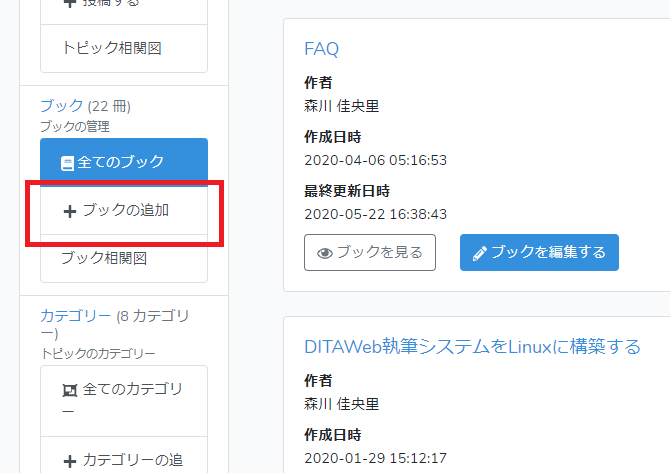 投稿する
トピック相関図
ブック (22 冊)
ブックの管理
全てのブック
ブックの追加
ブック相関図
カテゴリー (8 カテゴリ
ー)
トピックのカテゴリー
全てのカテゴリ
ー
カテゴリーの追
FAQ
作者
森川 佳央里
作成日時
2020-04-06 05:16:53
最終更新日時
2020-05-22 16:38:43
ブックを見る
ブックを編集する
DITAWeb執筆システムをLinuxに構築する
作者
森川 佳央里
作成日時
2020-01-29 15:12:17